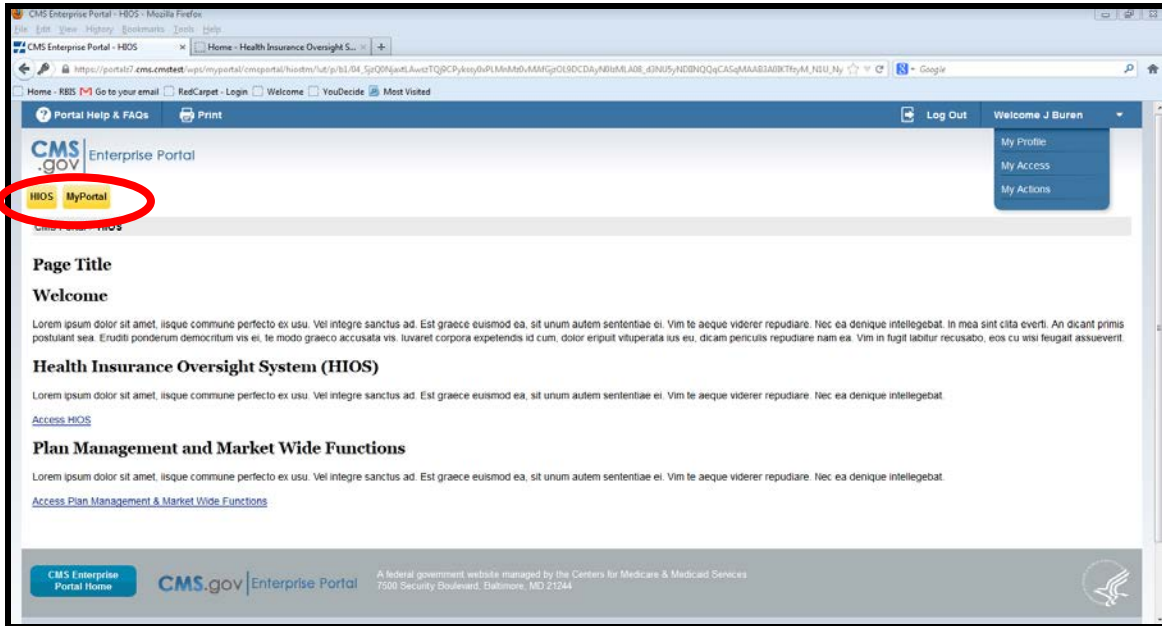 CMS Enterprise Portal - HIOS - Mozilla Firefox
File Edit View History Bookmarks Tools Help
CMS Enterprise Portal - HIOS × Home - Health Insurance Oversight S... × +
Google
Home - RBIS Go to your email RedCarpet - Login Welcome YouDecide Most Visited
Portal Help & FAQs Print Log Out Welcome J Buren
My Profile
My Access
My Actions
CMS.gov Enterprise Portal
HIOS MyPortal
HIOS
Page Title
Welcome
Lorem ipsum dolor sit amet, iisque commune perfecto ex usu. Vel integre sanctus ad. Est graece euismod ea, sit unum autem sententiae ei. Vim te aeque viderer repudiare. Nec ea denique intellegebat. In mea sint clita everti. An dicant primis
postulant sea. Eruditi ponderum democritum vis ei, te modo graeco accusata vis. Iuvaret corpora expetendis id cum, dolor eripuit vituperata ius eu, dicam periculis repudiare nam ea. Vim in fugit labitur recusabo, eos cu wisi feugait assueverit.
Health Insurance Oversight System (HIOS)
Lorem ipsum dolor sit amet, iisque commune perfecto ex usu. Vel integre sanctus ad. Est graece euismod ea, sit unum autem sententiae ei. Vim te aeque viderer repudiare. Nec ea denique intellegebat.
Access HIOS
Plan Management and Market Wide Functions
Lorem ipsum dolor sit amet, iisque commune perfecto ex usu. Vel integre sanctus ad. Est graece euismod ea, sit unum autem sententiae ei. Vim te aeque viderer repudiare. Nec ea denique intellegebat.
Access Plan Management & Market Wide Functions
CMS Enterprise
Portal Home
CMS.gov Enterprise Portal
A federal government website managed by the Centers for Medicare & Medicaid Services
7500 Security Boulevard, Baltimore, MD 21244